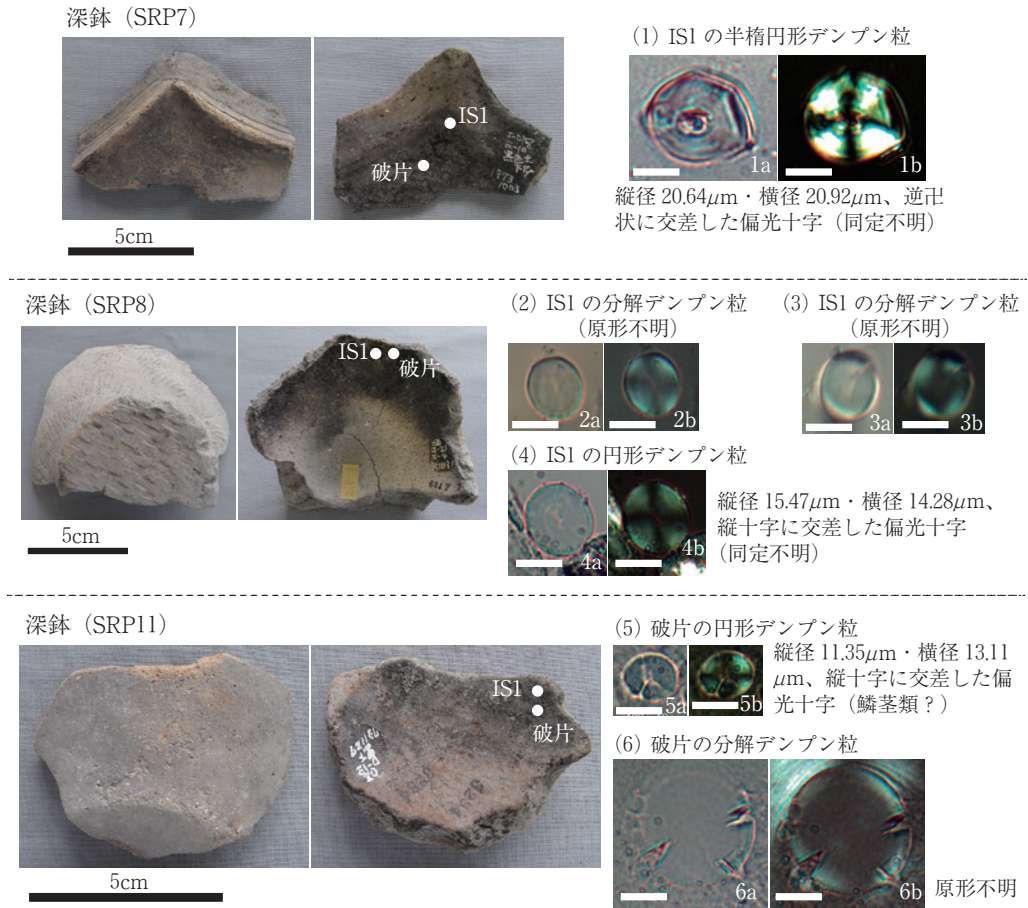 深鉢（SRP7）
IS1
破片
5cm
(1) IS1 の半楕円形デンプン粒
1a
1b
縦径 20.64μm・横径 20.92μm、逆卍
状に交差した偏光十字（同定不明）
深鉢（SRP8）
IS1
破片
5cm
(2) IS1 の分解デンプン粒
（原形不明）
2a
2b
(3) IS1 の分解デンプン粒
（原形不明）
3a
3b
(4) IS1 の円形デンプン粒
4a
4b
縦径 15.47μm・横径 14.28μm、
縦十字に交差した偏光十字
（同定不明）
深鉢（SRP11）
IS1
破片
5cm
(5) 破片の円形デンプン粒
5a
5b
縦径 11.35μm・横径 13.11
μm、縦十字に交差した偏
光十字（鱗茎類？）
(6) 破片の分解デンプン粒
6a
6b
原形不明